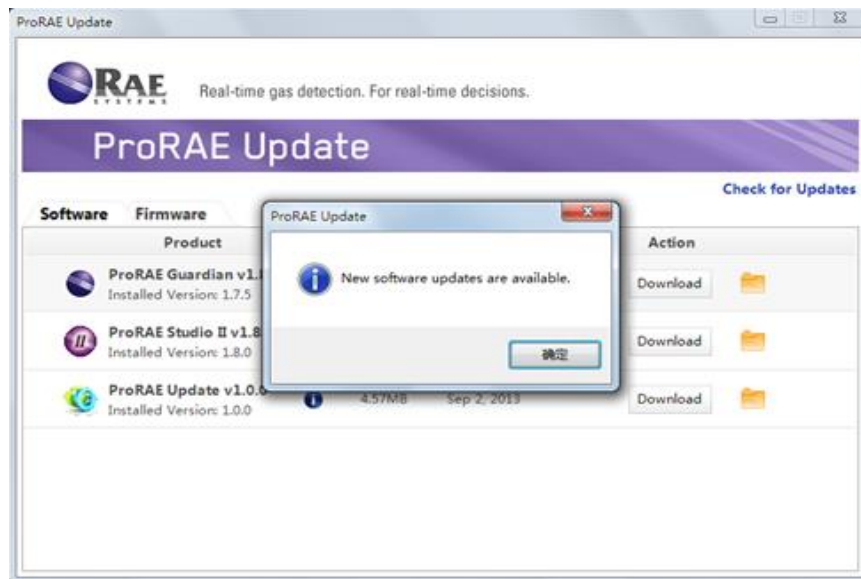 ProRAE Update
RAE
SYSTEMS
Real-time gas detection. For real-time decisions.
ProRAE Update
Check for Updates
Software Firmware
Product Action
ProRAE Update
New software updates are available.
确定
ProRAE Guardian
Installed Version: 1.7.5
Download
ProRAE Studio II v1.8
Installed Version: 1.8.0
Download
ProRAE Update v1.0.0
Installed Version: 1.0.0
4.57MB Sep 2, 2013 Download